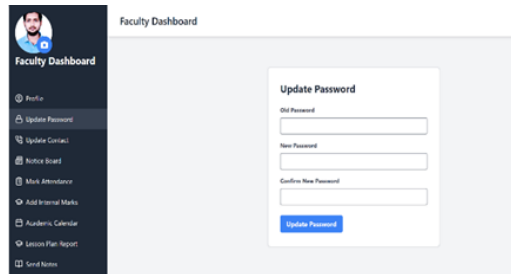 Faculty Dashboard
Faculty Dashboard
Profile
Update Password
Update Contact
Notice Board
Mark Attendance
Add Internal Marks
Academic Calendar
Lesson Plan Report
Send Notes
Update Password
Old Password
New Password
Confirm New Password
Update Password